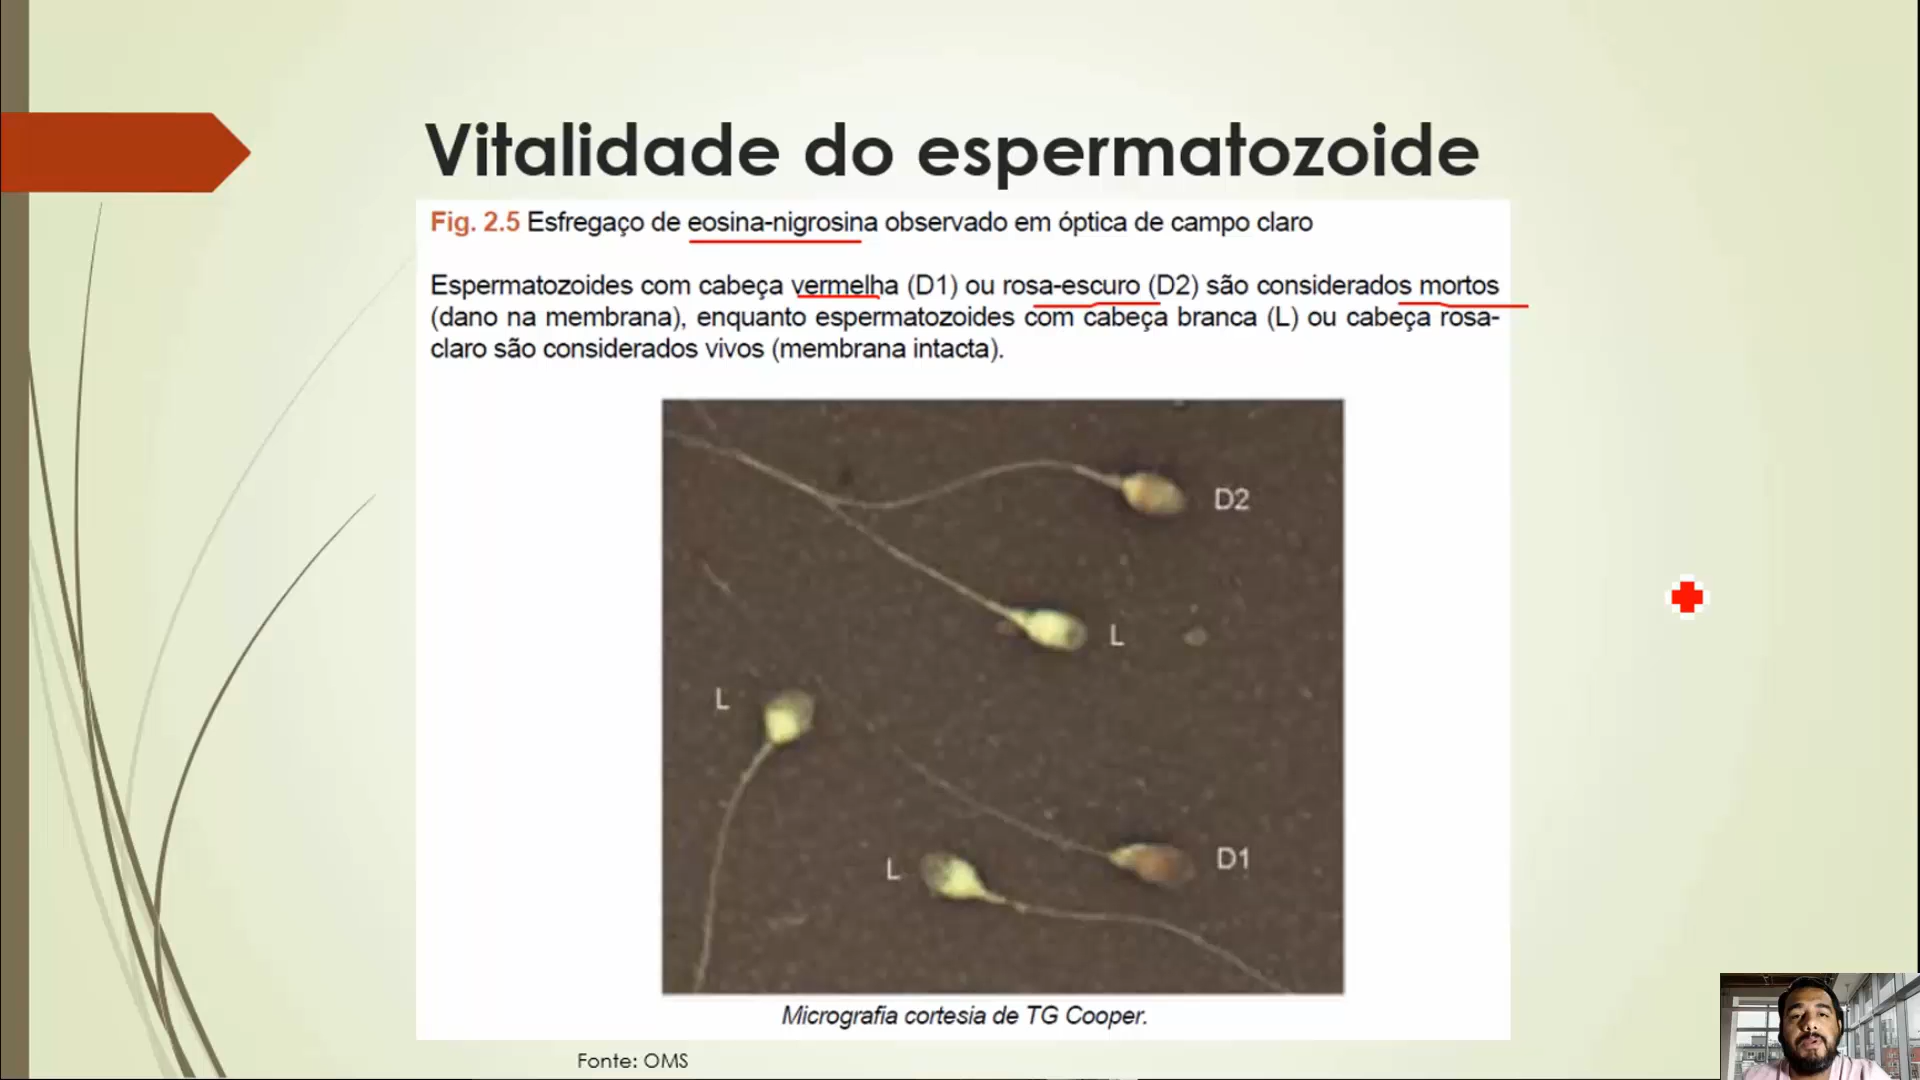 Vitalidade do espermatozoide
Fig. 2.5 Esfregaço de eosina-nigrosina observado em óptica de campo claro
Espermatozoides com cabeça vermelha (D1) ou rosa-escuro (D2) são considerados mortos
(dano na membrana), enquanto espermatozoides com cabeça branca (L) ou cabeça rosa-
claro são considerados vivos (membrana intacta).
D2
L
L
D1
L
Micrografia cortesia de TG Cooper.
Fonte: OMS